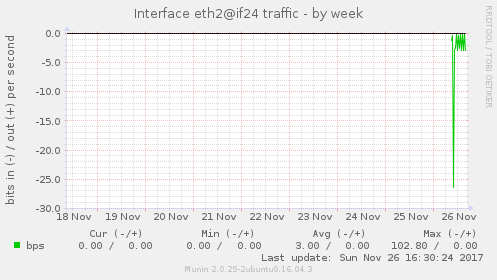 Interface eth2@if24 traffic - by week
bits in (-) / out (+) per second
RRDTOOL / TOBI OETIKER
0.0
-5.0
-10.0
-15.0
-20.0
-25.0
-30.0
18 Nov 19 Nov 20 Nov 21 Nov 22 Nov 23 Nov 24 Nov 25 Nov 26 Nov
Cur (-/+) Min (-/+) Avg (-/+) Max (-/+)
bps 0.00 / 0.00 0.00 / 0.00 3.00 / 0.00 102.80 / 0.00
Last update: Sun Nov 26 16:30:24 2017
Munin 2.0.25-2ubuntu0.16.04.3